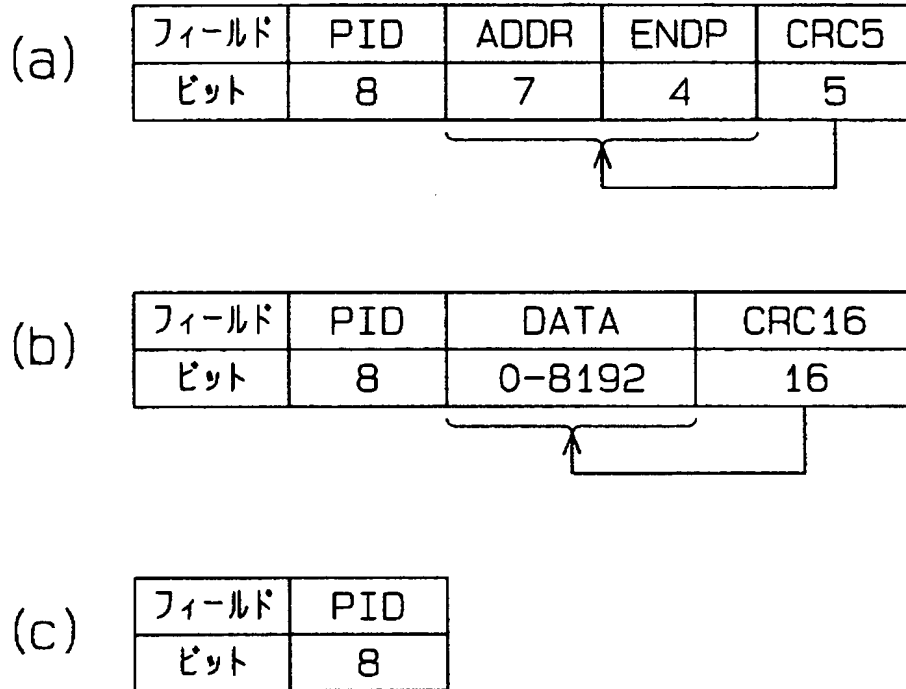 (a)
フィールド PID ADDR ENDP CRC5
ビット 8 7 4 5
(b)
フィールド PID DATA CRC16
ビット 8 0-8192 16
(c)
フィールド PID
ビット 8